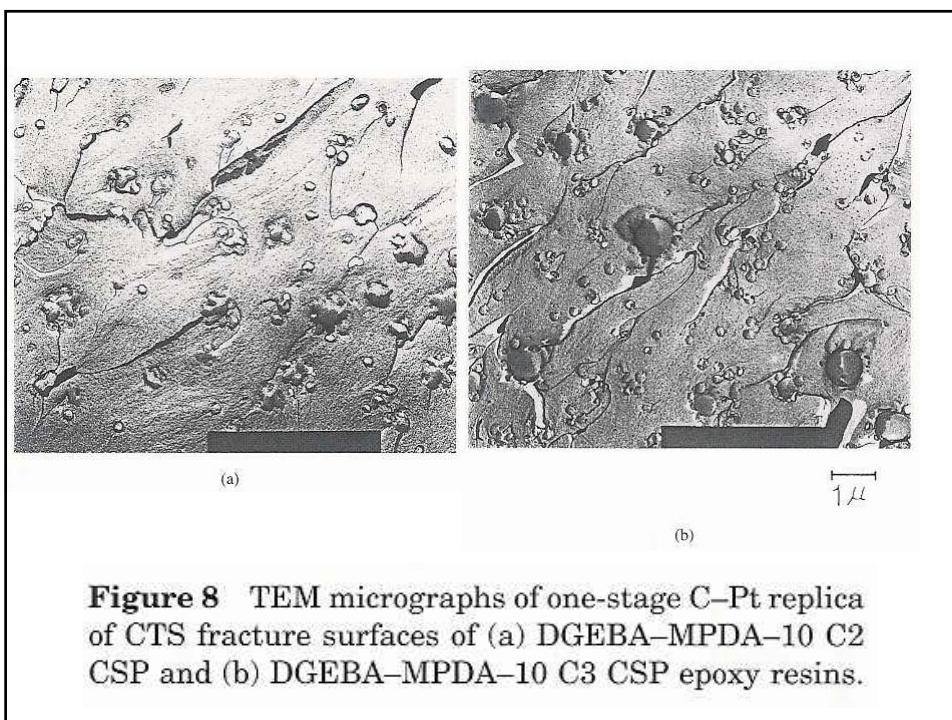 (a)
1 μ
(b)
Figure 8 TEM micrographs of one-stage C–Pt replica
of CTS fracture surfaces of (a) DGEBA–MPDA–10 C2
CSP and (b) DGEBA–MPDA–10 C3 CSP epoxy resins.